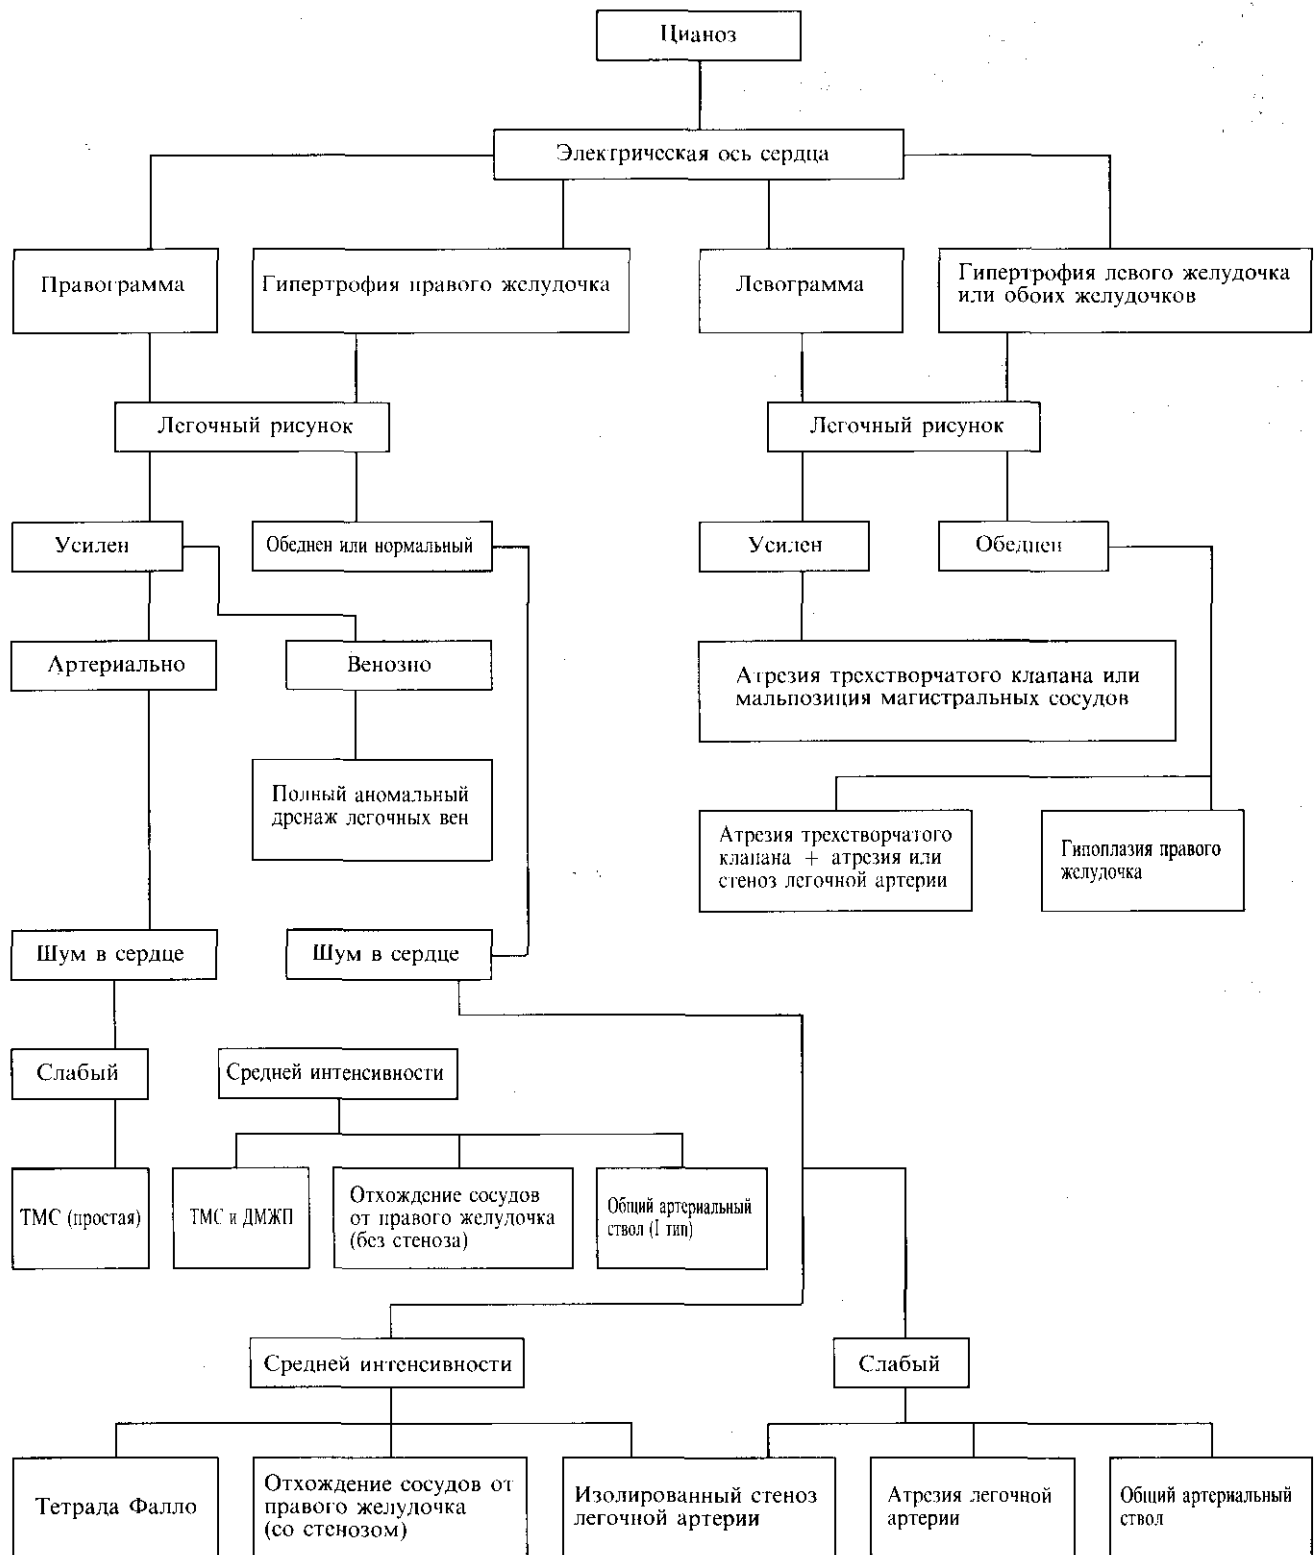 Цианоз
Электрическая ось сердца
Правограмма
Гипертрофия правого желудочка
Левограмма
Гипертрофия левого желудочка
или обоих желудочков
Легочный рисунок
Легочный рисунок
Усилен
Обеднен или нормальный
Усилен
Обеднен
Артериально
Венозно
Атрезия трехстворчатого клапана или
мальпозиция магистральных сосудов
Полный аномальный
дренаж легочных вен
Атрезия трехстворчатого
клапана + атрезия или
стеноз легочной артерии
Гипоплазия правого
желудочка
Шум в сердце
Шум в сердце
Слабый
Средней интенсивности
ТМС (простая)
ТМС и ДМЖП
Отхождение сосудов
от правого желудочка
(без стеноза)
Общий артериальный
ствол (I тип)
Средней интенсивности
Слабый
Тетрада Фалло
Отхождение сосудов от
правого желудочка
(со стенозом)
Изолированный стеноз
легочной артерии
Атрезия легочной
артерии
Общий артериальный
ствол